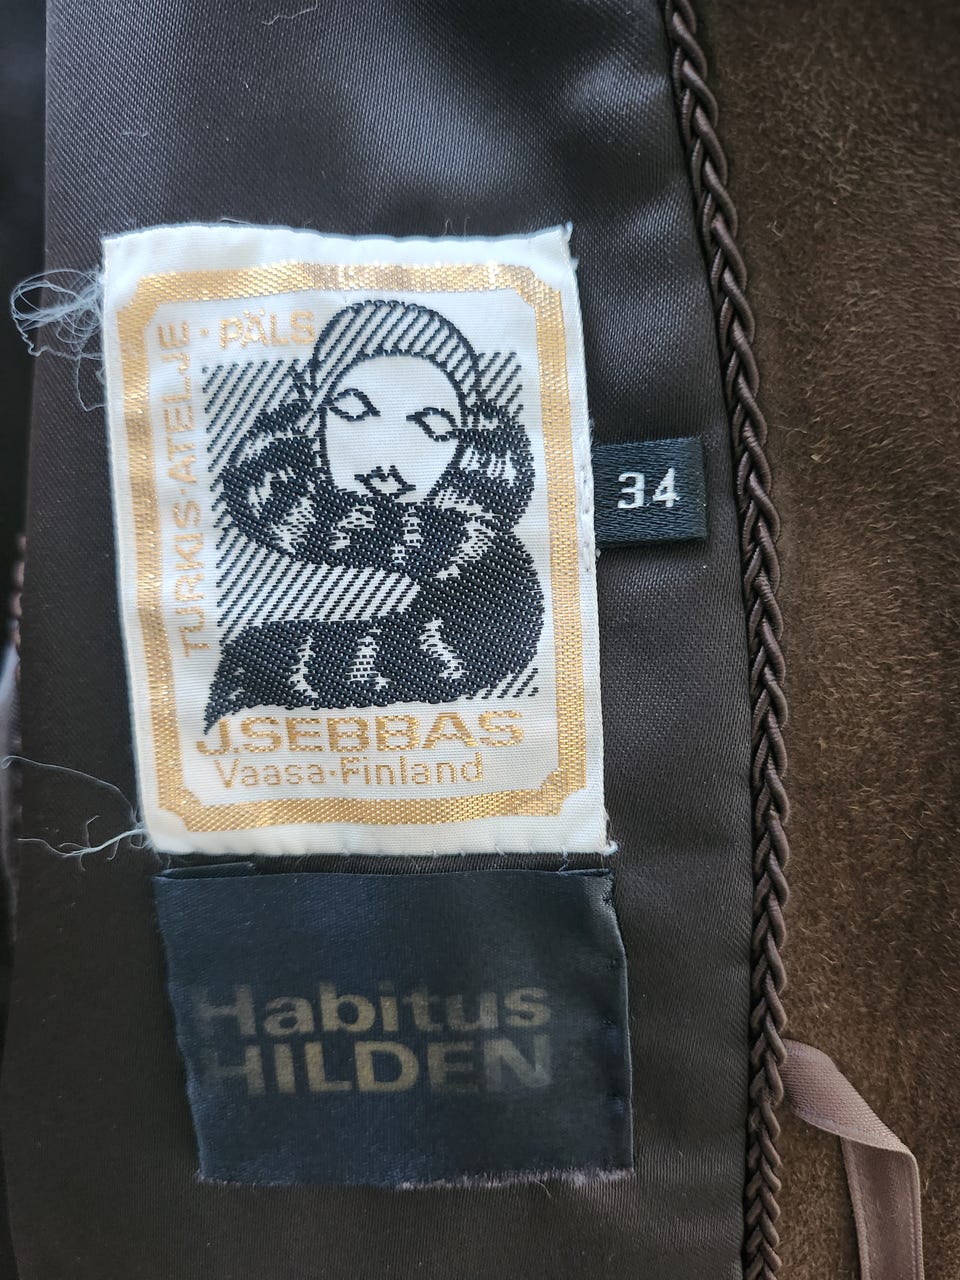 TURKIS-ATELJE · PÄLS
34
J.SEBBAS
Vaasa-Finland
Habitus
HILDEN